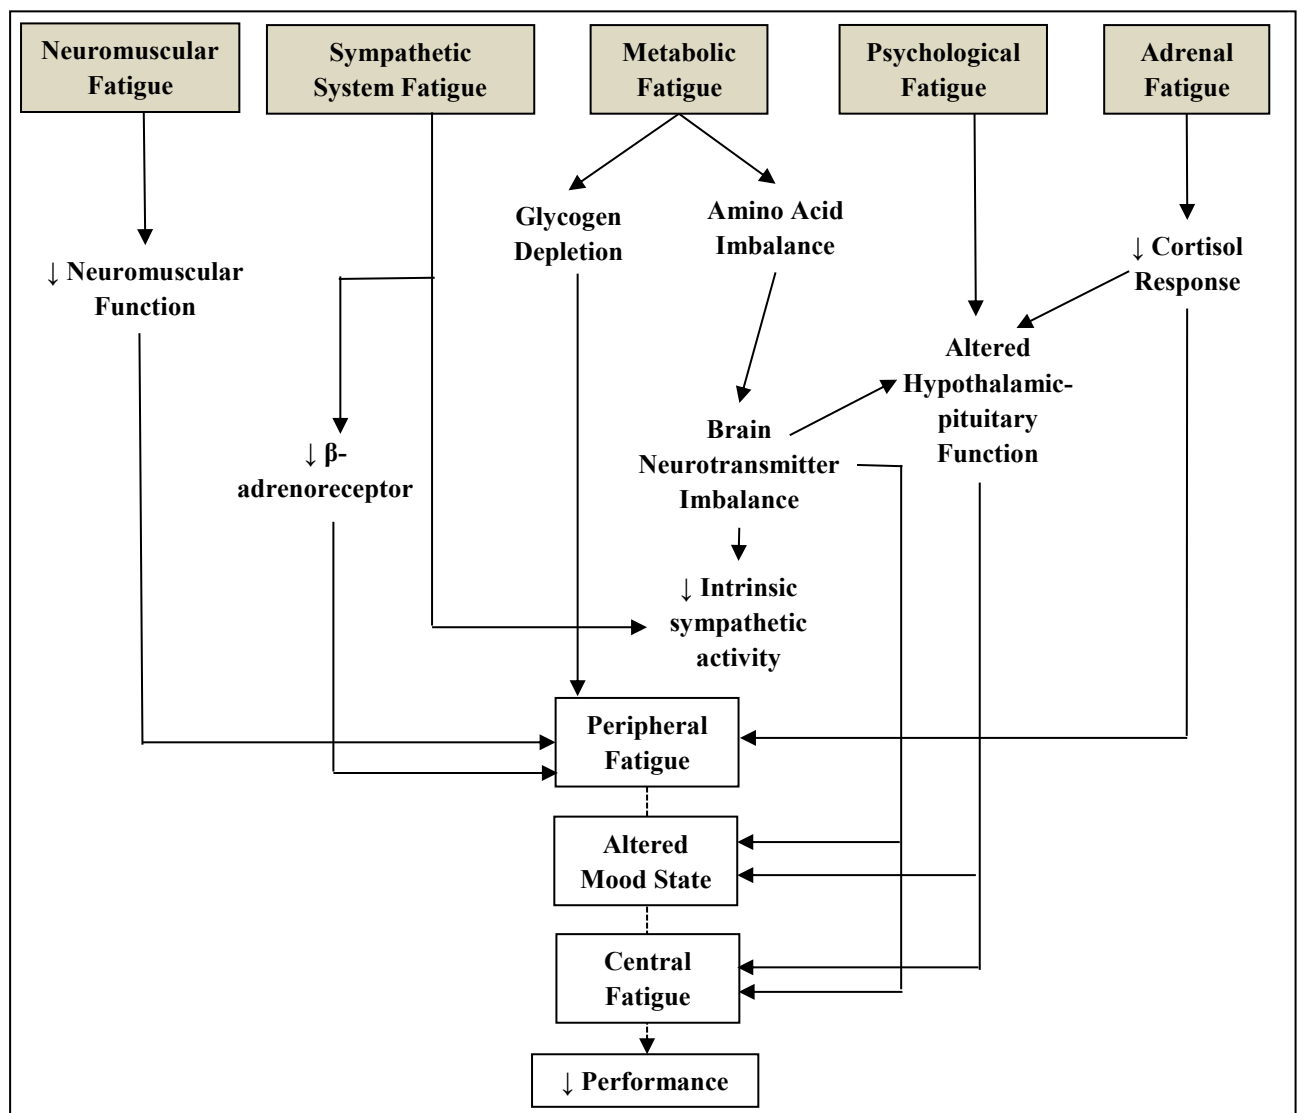 Neuromuscular
Fatigue
Sympathetic
System Fatigue
Metabolic
Fatigue
Psychological
Fatigue
Adrenal
Fatigue
Glycogen
Depletion
Amino Acid
Imbalance
↓ Cortisol
Response
↓ Neuromuscular
Function
Altered
Hypothalamic-
pituitary
Function
↓ β-
adrenoreceptor
Brain
Neurotransmitter
Imbalance
↓ Intrinsic
sympathetic
activity
Peripheral
Fatigue
Altered
Mood State
Central
Fatigue
↓ Performance